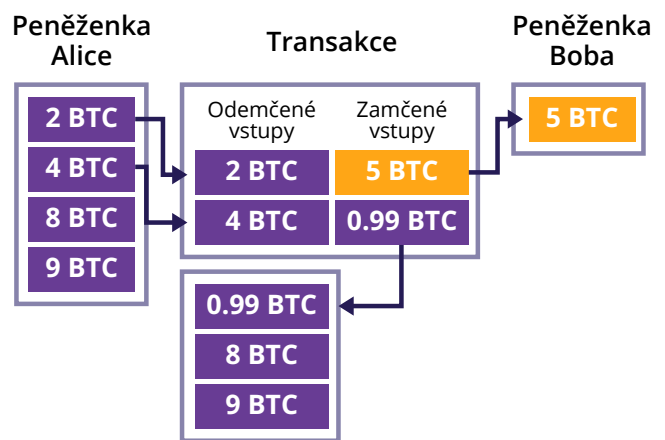 Peněženka
Alice
Transakce
Peněženka
Boba
2 BTC
4 BTC
8 BTC
9 BTC
Odemčené
vstupy
Zamčené
vstupy
2 BTC
5 BTC
4 BTC
0.99 BTC
5 BTC
0.99 BTC
8 BTC
9 BTC